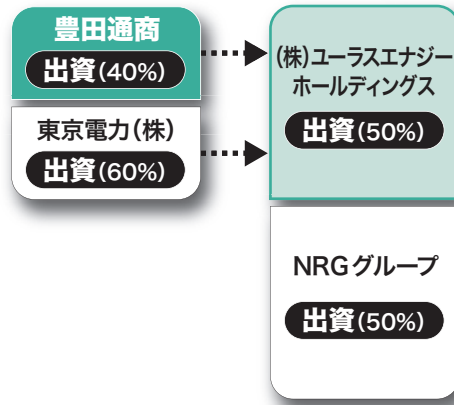 豊田通商
出資(40%)
東京電力(株)
出資(60%)
(株)ユーラスエナジー
ホールディングス
出資(50%)
NRGグループ
出資(50%)